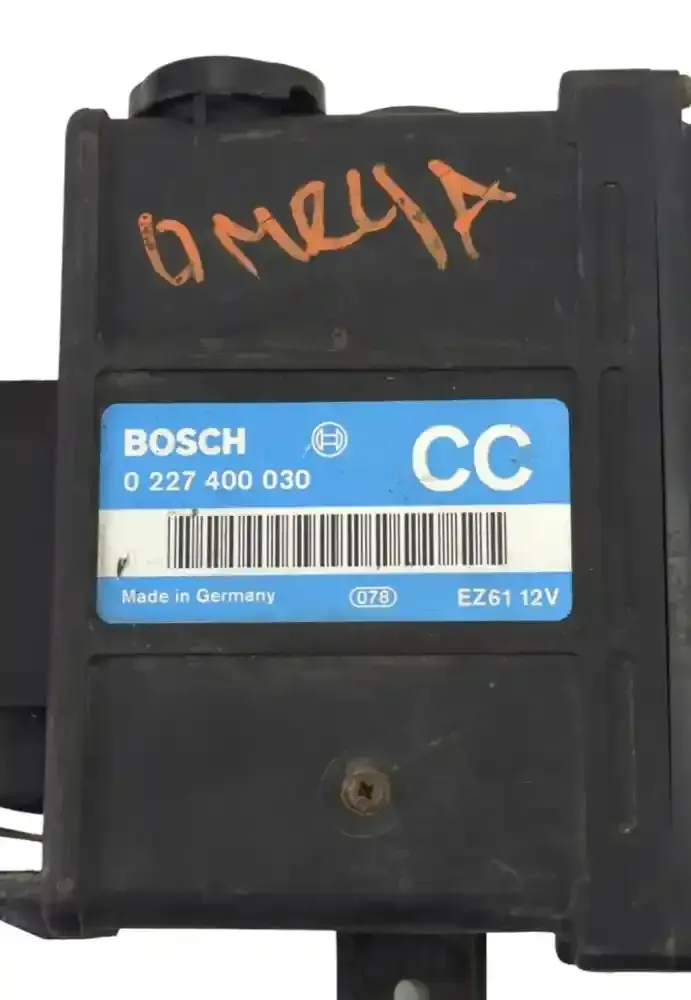 OMEGA
BOSCH
CC
0 227 400 030
Made in Germany
078
EZ61 12V